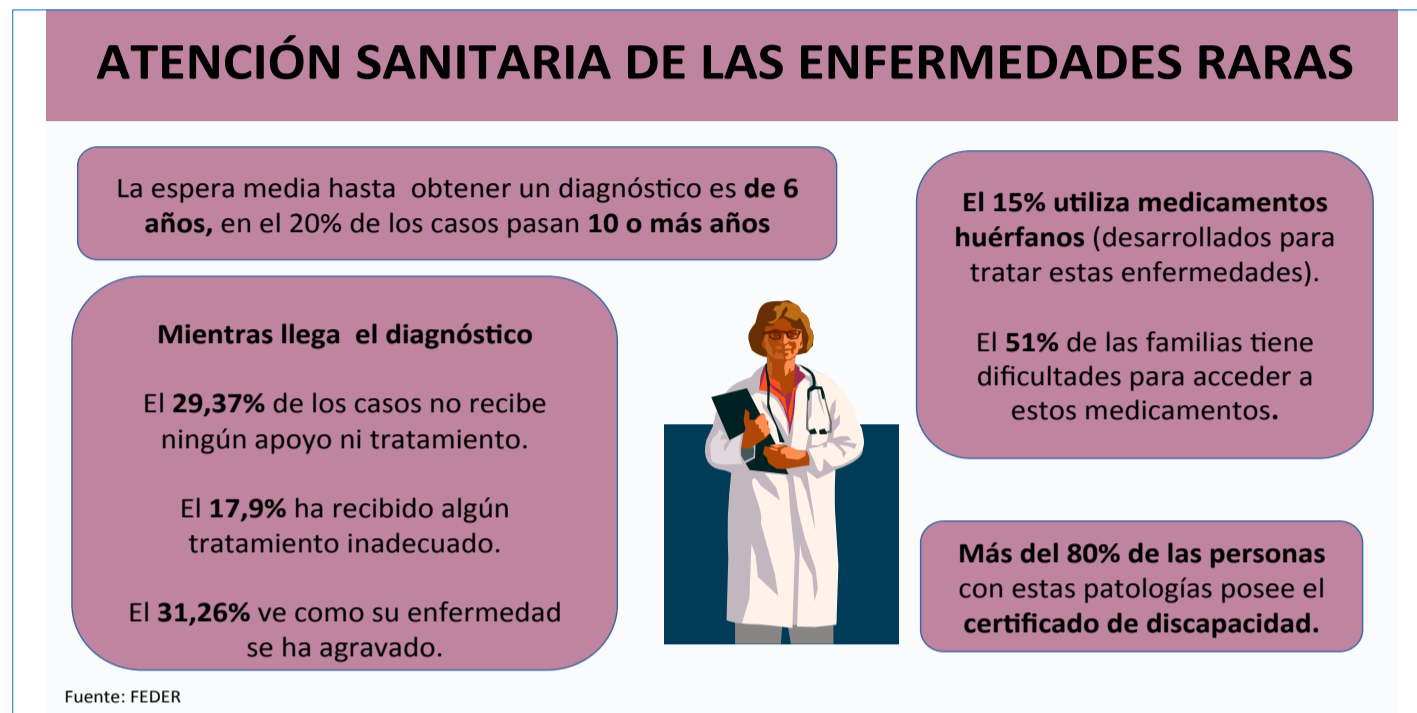 ATENCIÓN SANITARIA DE LAS ENFERMEDADES RARAS
La espera media hasta obtener un diagnóstico es de 6
años, en el 20% de los casos pasan 10 o más años
Mientras llega el diagnóstico
El 29,37% de los casos no recibe
ningún apoyo ni tratamiento.
El 17,9% ha recibido algún
tratamiento inadecuado.
El 31,26% ve como su enfermedad
se ha agravado.
El 15% utiliza medicamentos
huérfanos (desarrollados para
tratar estas enfermedades).
El 51% de las familias tiene
dificultades para acceder a
estos medicamentos.
Más del 80% de las personas
con estas patologías posee el
certificado de discapacidad.
Fuente: FEDER